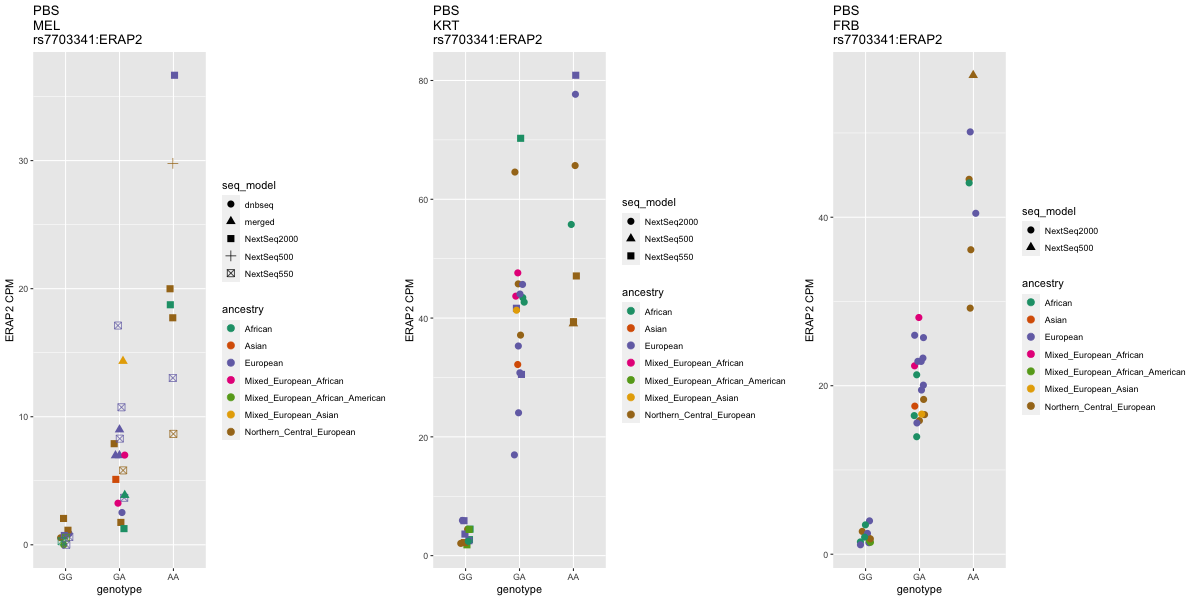 PBS
MEL
rs7703341:ERAP2
ERAP2 CPM
30
20
10
0
GG
GA
AA
genotype
seq_model
dnbseq
merged
NextSeq2000
NextSeq500
NextSeq550
ancestry
African
Asian
European
Mixed_European_African
Mixed_European_African_American
Mixed_European_Asian
Northern_Central_European
PBS
KRT
rs7703341:ERAP2
ERAP2 CPM
80
60
40
20
0
GG
GA
AA
genotype
seq_model
NextSeq2000
NextSeq500
NextSeq550
ancestry
African
Asian
European
Mixed_European_African
Mixed_European_African_American
Mixed_European_Asian
Northern_Central_European
PBS
FRB
rs7703341:ERAP2
ERAP2 CPM
40
20
0
GG
GA
AA
genotype
seq_model
NextSeq2000
NextSeq500
ancestry
African
Asian
European
Mixed_European_African
Mixed_European_African_American
Mixed_European_Asian
Northern_Central_European